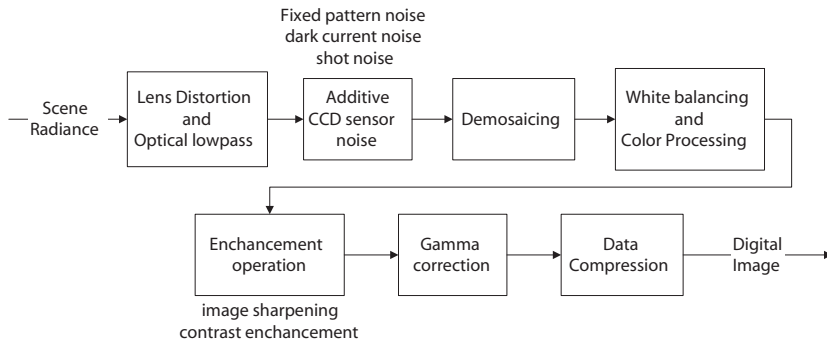 Fixed pattern noise
dark current noise
shot noise
Scene
Radiance
Lens Distortion
and
Optical lowpass
Additive
CCD sensor
noise
Demosaicing
White balancing
and
Color Processing
Enchancement
operation
image sharpening
contrast enchancement
Gamma
correction
Data
Compression
Digital
Image